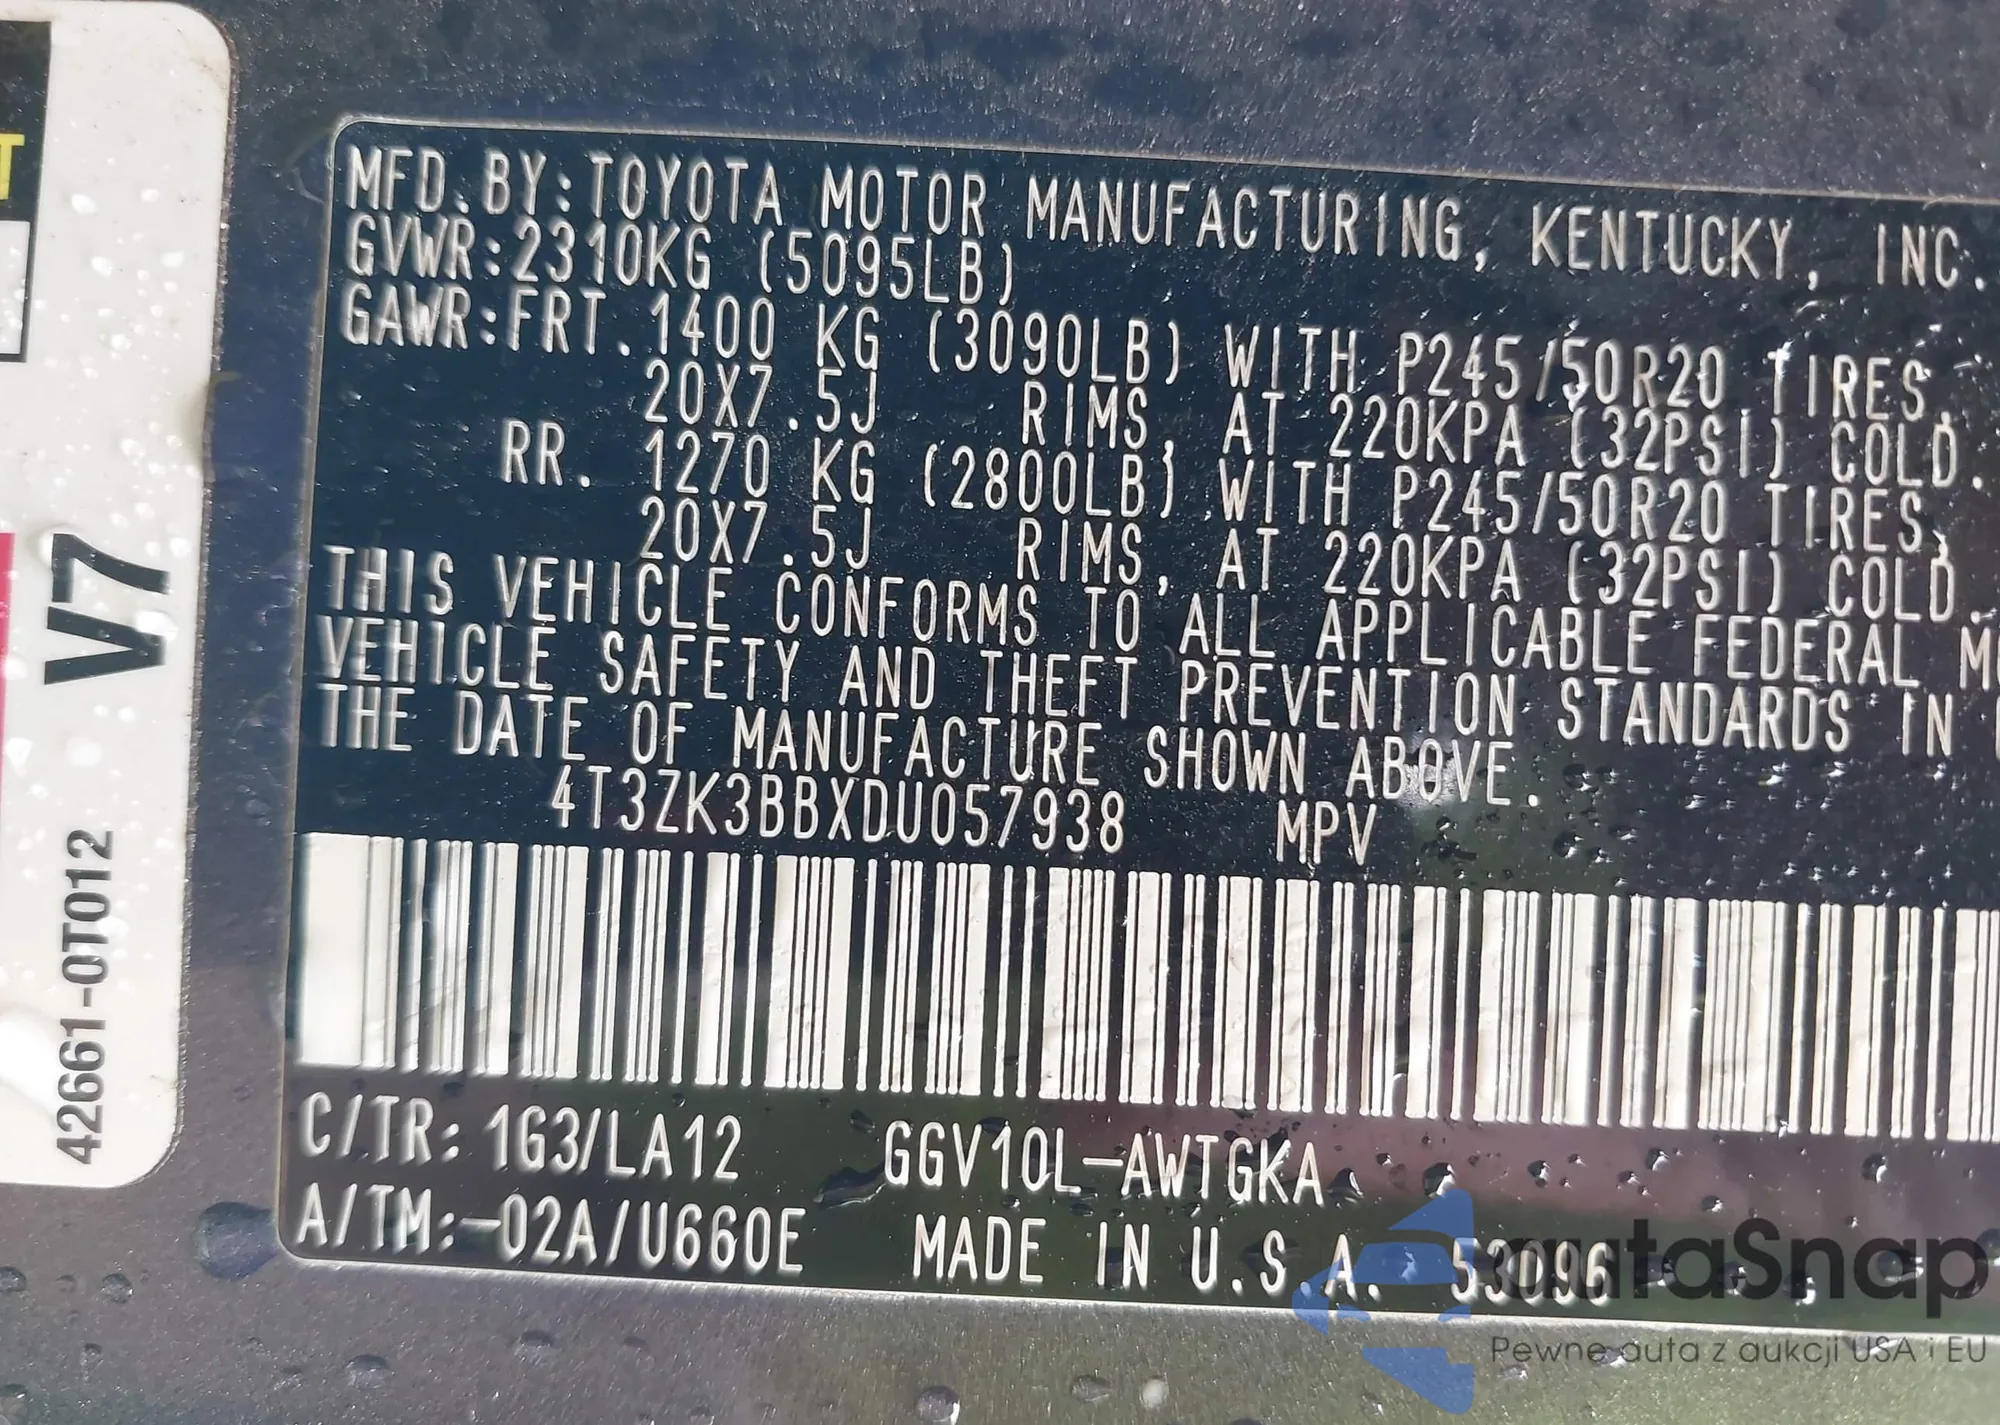 T
V7
42661-0T012
MFD. BY: TOYOTA MOTOR MANUFACTURING, KENTUCKY, INC.
GVWR: 2310KG (5095LB)
GAWR: FRT. 1400 KG (3090LB) WITH P245/50R20 TIRES,
20X7.5J RIMS, AT 220KPA (32PSI) COLD.
RR. 1270 KG (2800LB) WITH P245/50R20 TIRES,
20X7.5J RIMS, AT 220KPA (32PSI) COLD.
THIS VEHICLE CONFORMS TO ALL APPLICABLE FEDERAL
VEHICLE SAFETY AND THEFT PREVENTION STANDARDS IN
THE DATE OF MANUFACTURE SHOWN ABOVE.
4T3ZK3BBXDU057938 MPV
C/TR: 1G3/LA12 GGV10L-AWTGKA
A/TM:-02A/U660E MADE IN U.S.A. 53096
autaSnap
Pewne auta z aukcji USA i EU